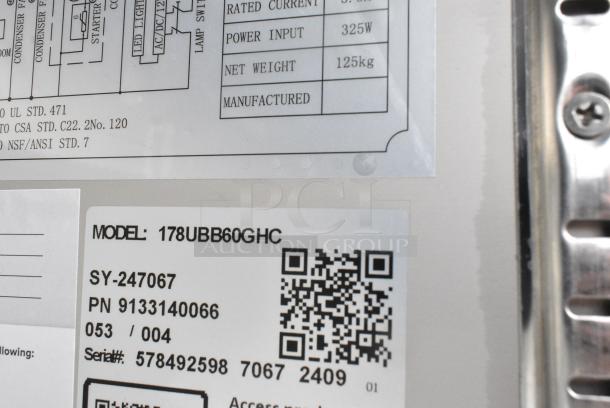 CONDENSER F
CONDENSER
STARTER
LED LIGHT
AC/DC/12
LAMP SWIT
RATED CURRENT
POWER INPUT 325W
NET WEIGHT 125kg
MANUFACTURED
O UL STD. 471
TO CSA STD. C22. 2No. 120
O NSF/ANSI STD. 7
PCI
AUCTION GROUP
MODEL: 178UBB60GHC
SY-247067
PN 9133140066
053 / 004
Serial#: 578492598 7067 2409 01
llowing: